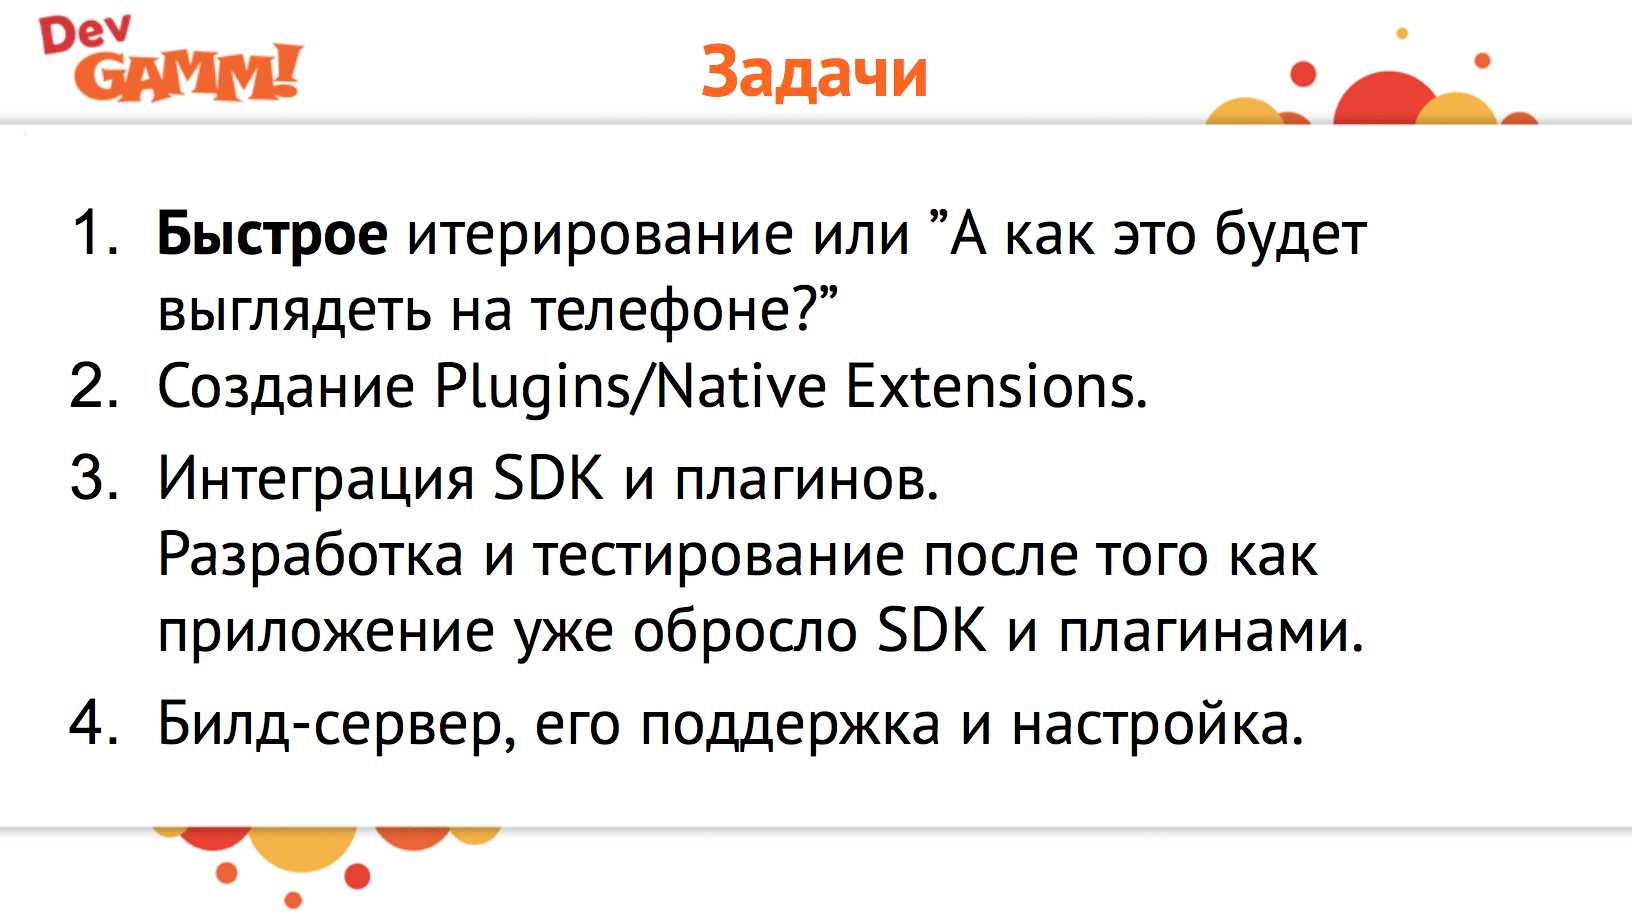 Dev
GAMM!
Задачи
1. Быстрое итерирование или ”А как это будет
выглядеть на телефоне?”
2. Создание Plugins/Native Extensions.
3. Интеграция SDK и плагинов.
Разработка и тестирование после того как
приложение уже обросло SDK и плагинами.
4. Билд-сервер, его поддержка и настройка.